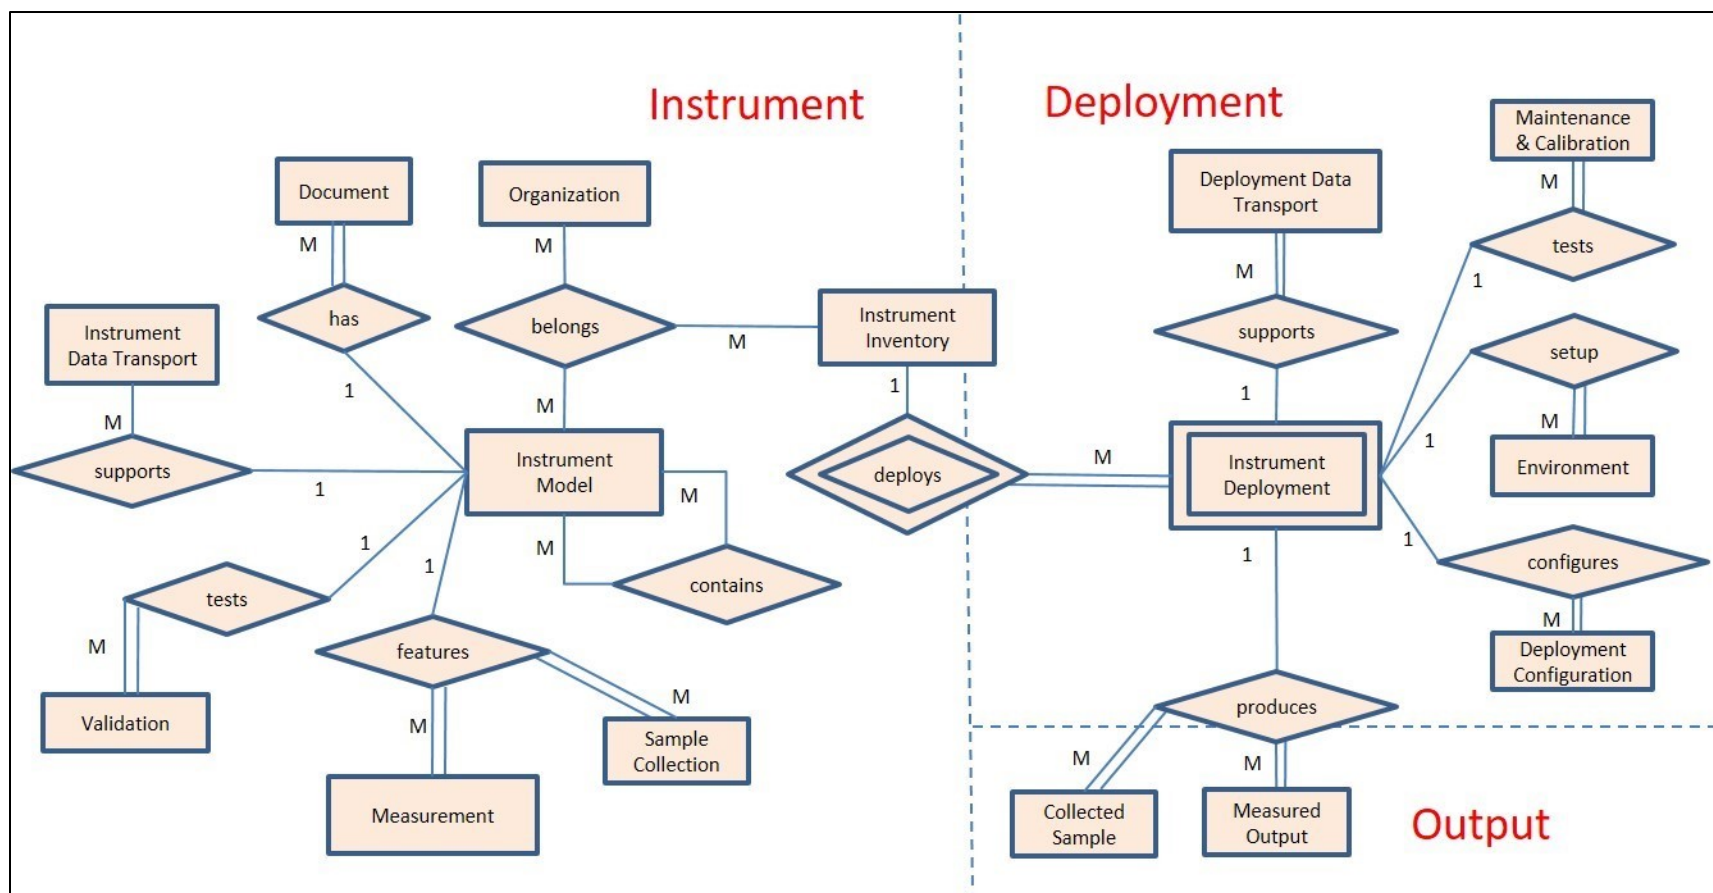 Instrument
Deployment
Maintenance
& Calibration
Document
Organization
Deployment Data
Transport
M
M
M
M
tests
1
Instrument
Data Transport
has
belongs
M
Instrument
Inventory
supports
setup
1
M
M
1
1
1
M
supports
1
Instrument
Model
M
M
deploys
M
Instrument
Deployment
Environment
1
M
1
1
1
contains
configures
tests
M
features
M
M
M
Deployment
Configuration
Validation
M
Sample
Collection
produces
Measurement
M
M
Collected
Sample
Measured
Output
Output